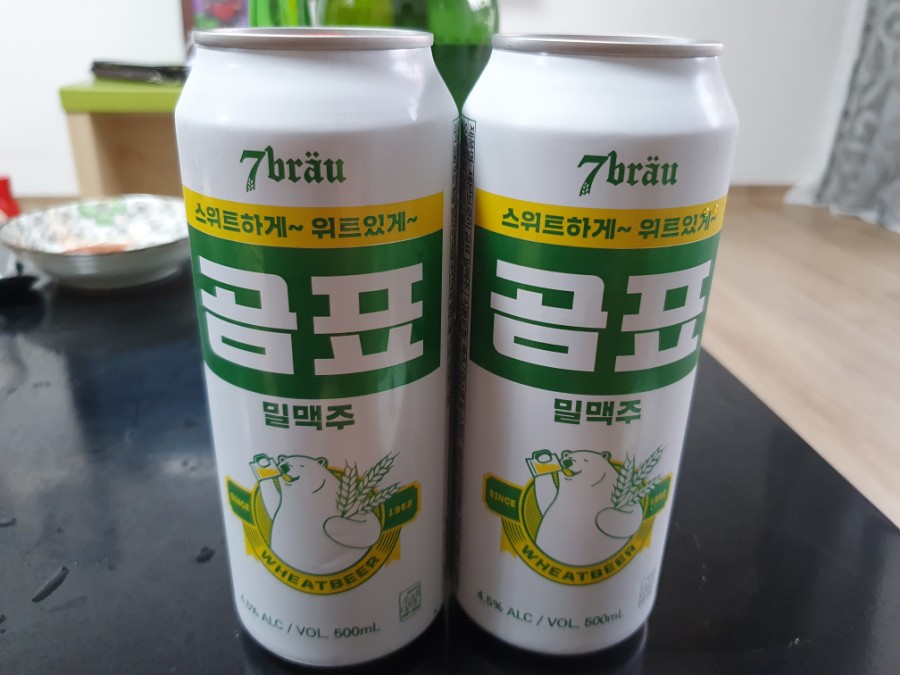 7bräu
스위트하게~ 위트있게~
곰표
밀맥주
SINCE 1952
WHEATBEER
4.5% ALC / VOL. 500mL
7bräu
스위트하게~ 위트있게~
곰표
밀맥주
SINCE 1952
WHEATBEER
4.5% ALC / VOL. 500mL